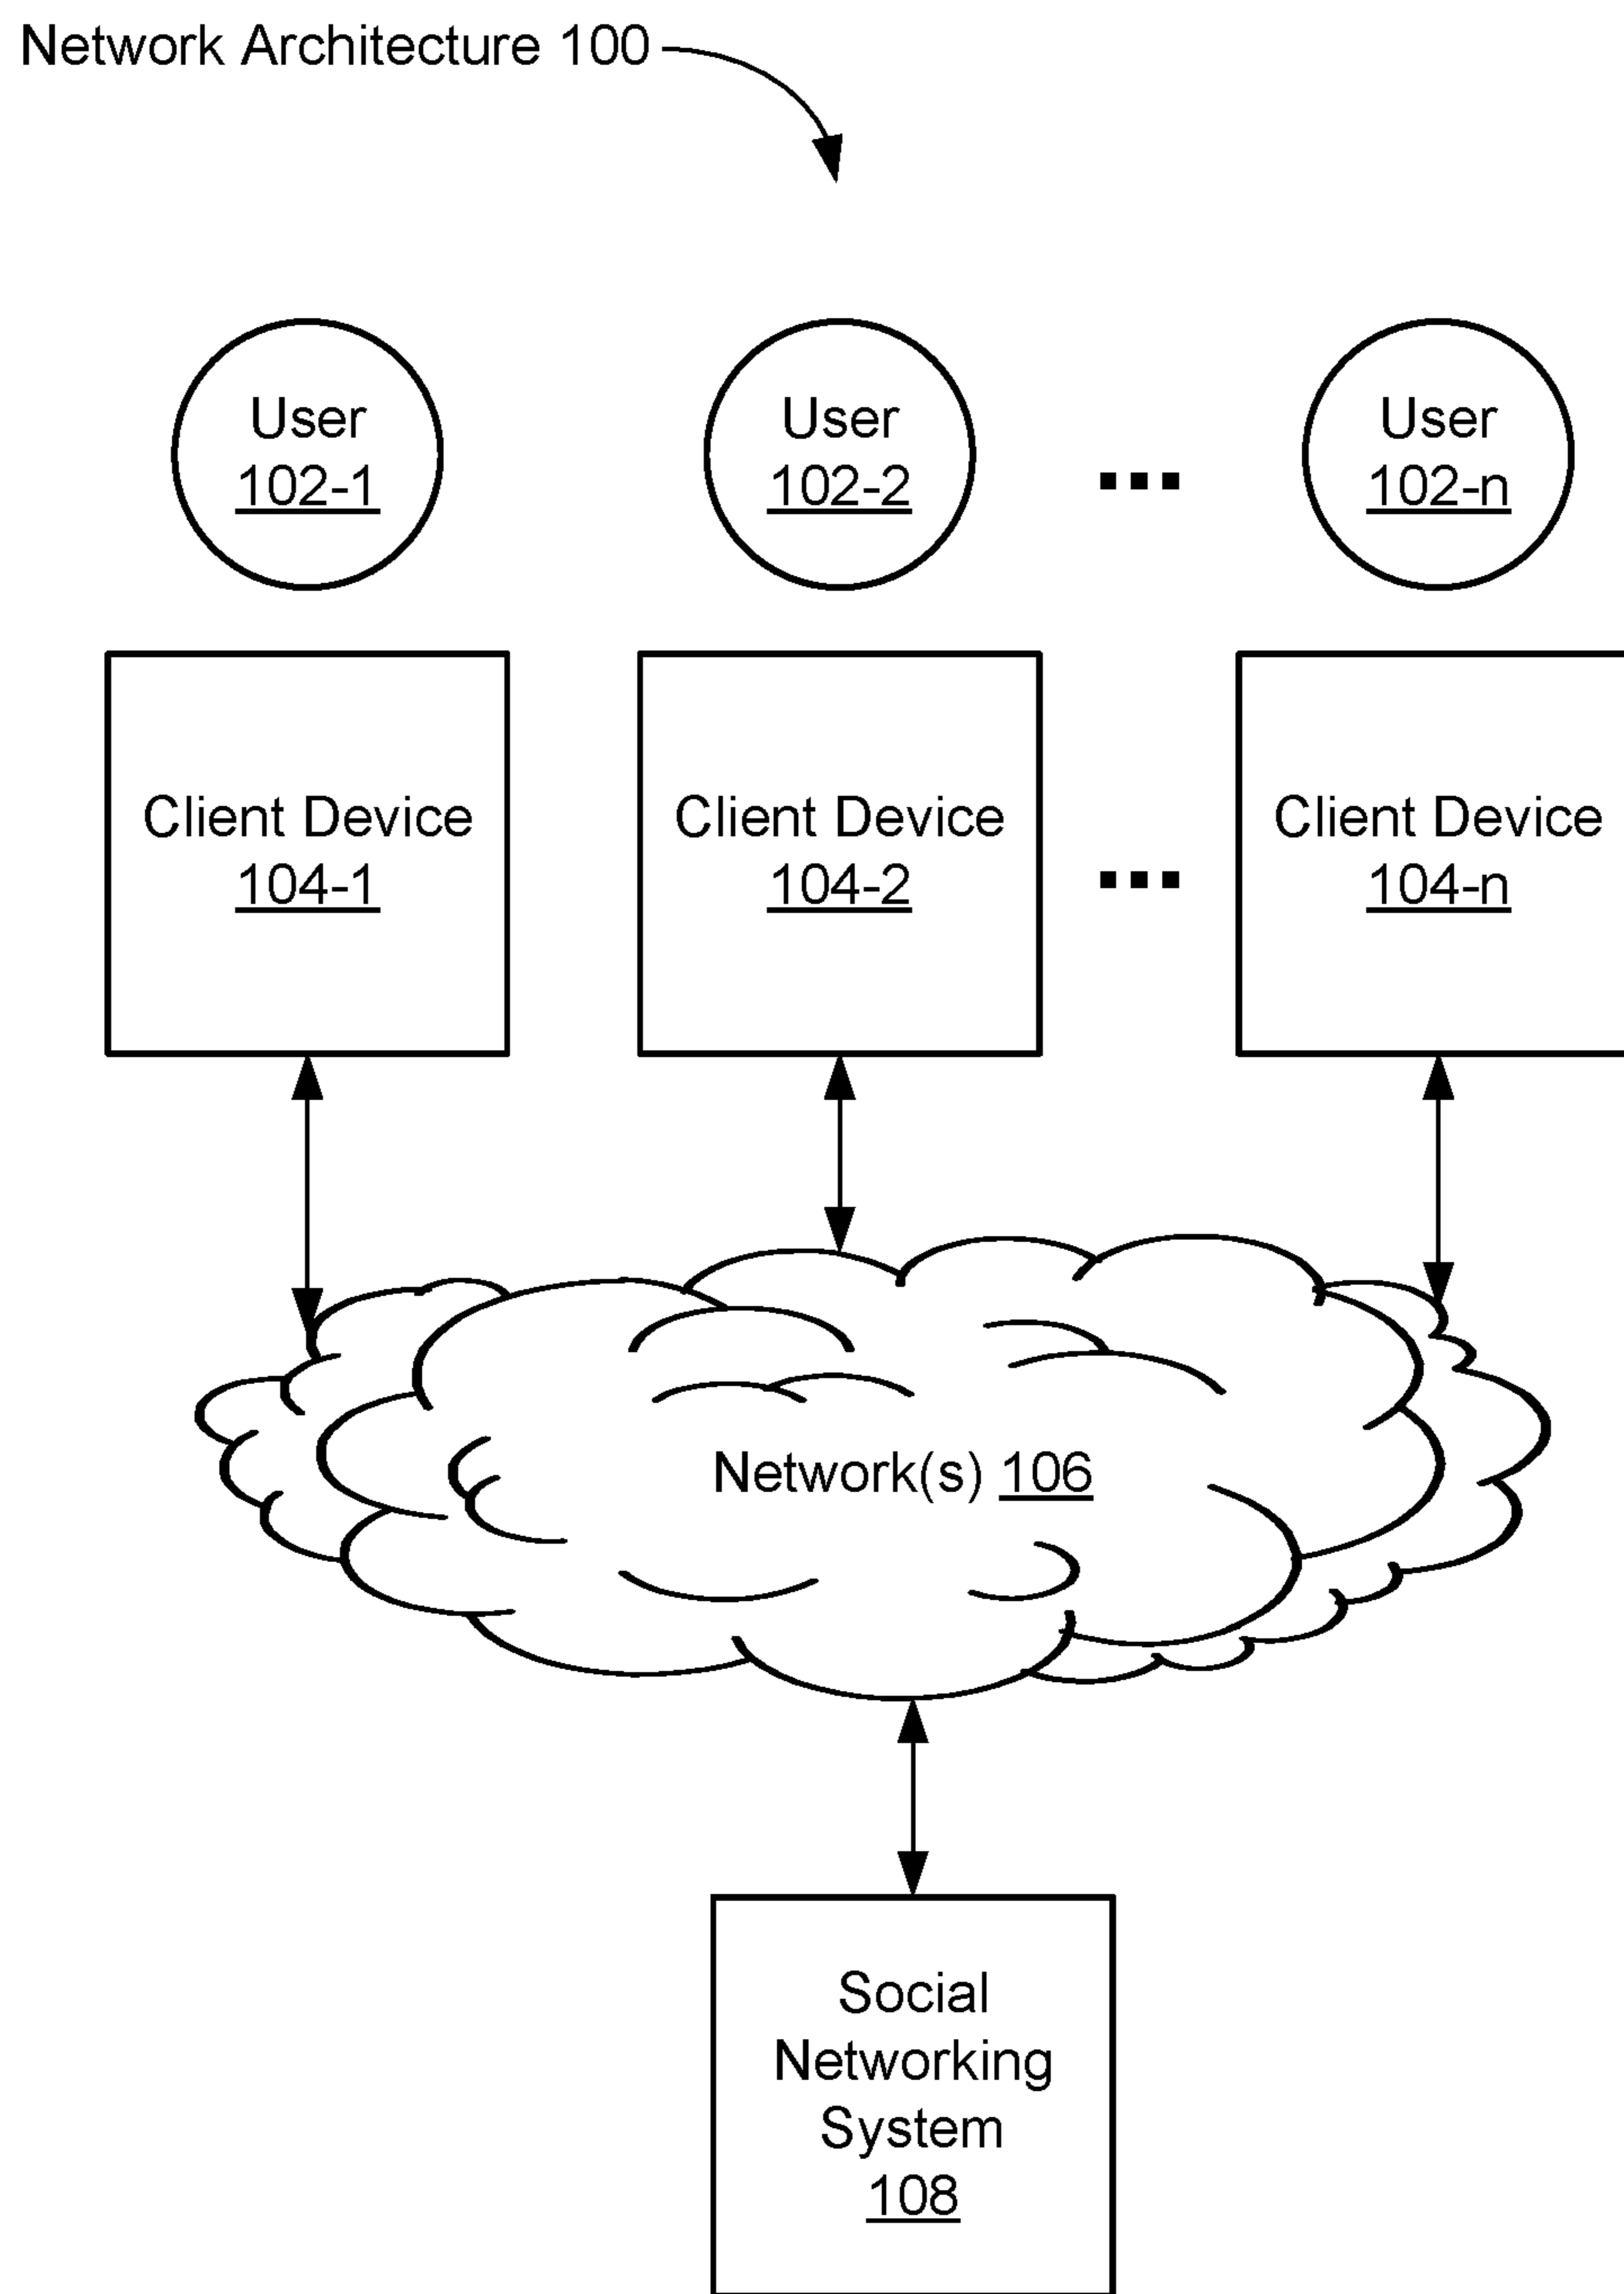 Network Architecture 100
User
102-1
User
102-2
User
102-n
Client Device
104-1
Client Device
104-2
Client Device
104-n
Network(s) 106
Social
Networking
System
108